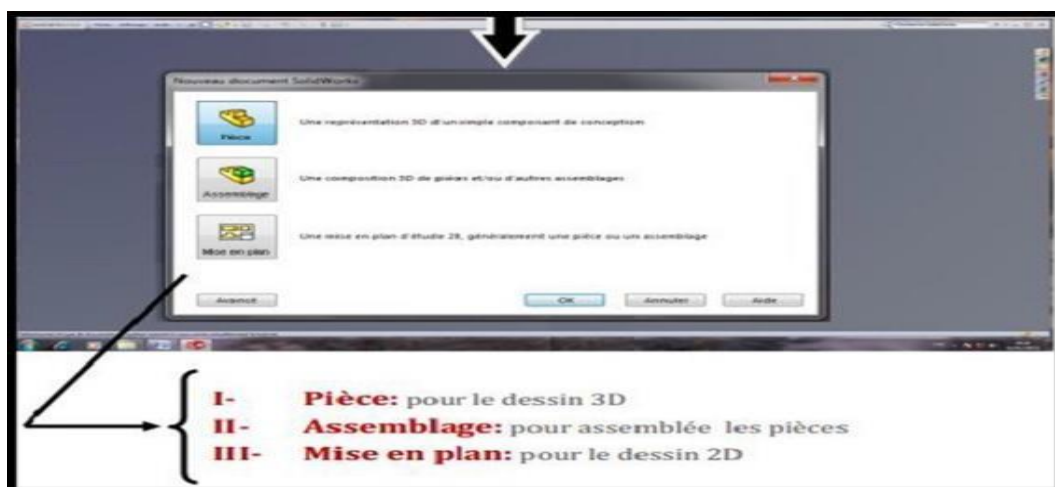 Nouveau document SolidWorks
Pièce
Une représentation 3D d'un simple composant de conception
Assemblage
Une composition 3D de pièces et/ou d'autres assemblages
Mise en plan
Une mise en plan d'étude 2D, généralement une pièce ou un assemblage
Avancé
OK
Annuler
Aide
I- Pièce: pour le dessin 3D
II- Assemblage: pour assemblée les pièces
III- Mise en plan: pour le dessin 2D